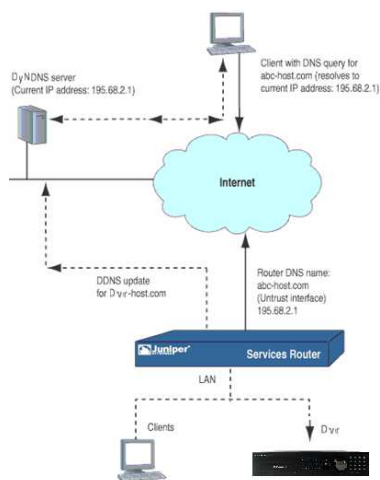 Client with DNS query for
abc-host.com (resolves to
current IP address: 195.68.2.1)
DyNDNS server
(Current IP address: 195.68.2.1)
Internet
DDNS update
for Dvr-host.com
Router DNS name:
abc-host.com
(Untrust interface)
195.68.2.1
Juniper
Services Router
LAN
Clients
Dvr